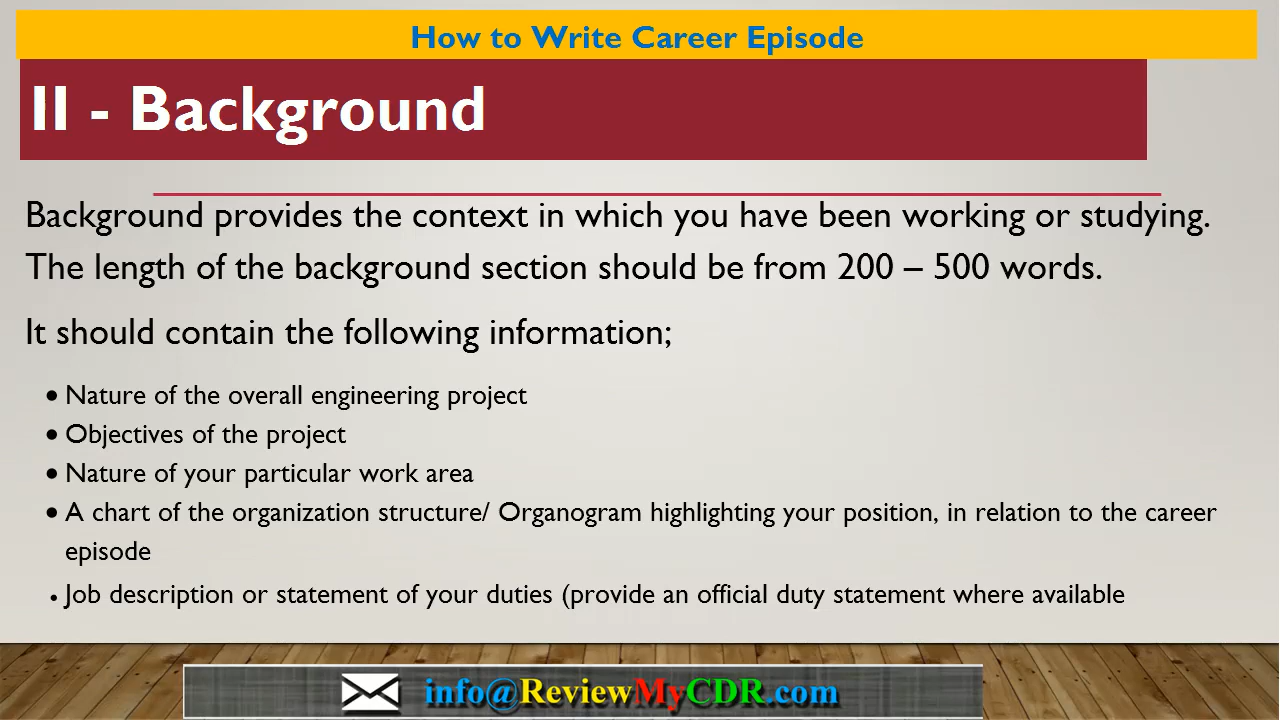 How to Write Career Episode
II - Background
Background provides the context in which you have been working or studying.
The length of the background section should be from 200 – 500 words.
It should contain the following information;
• Nature of the overall engineering project
• Objectives of the project
• Nature of your particular work area
• A chart of the organization structure/ Organogram highlighting your position, in relation to the career
episode
• Job description or statement of your duties (provide an official duty statement where available
info@ReviewMyCDR.com